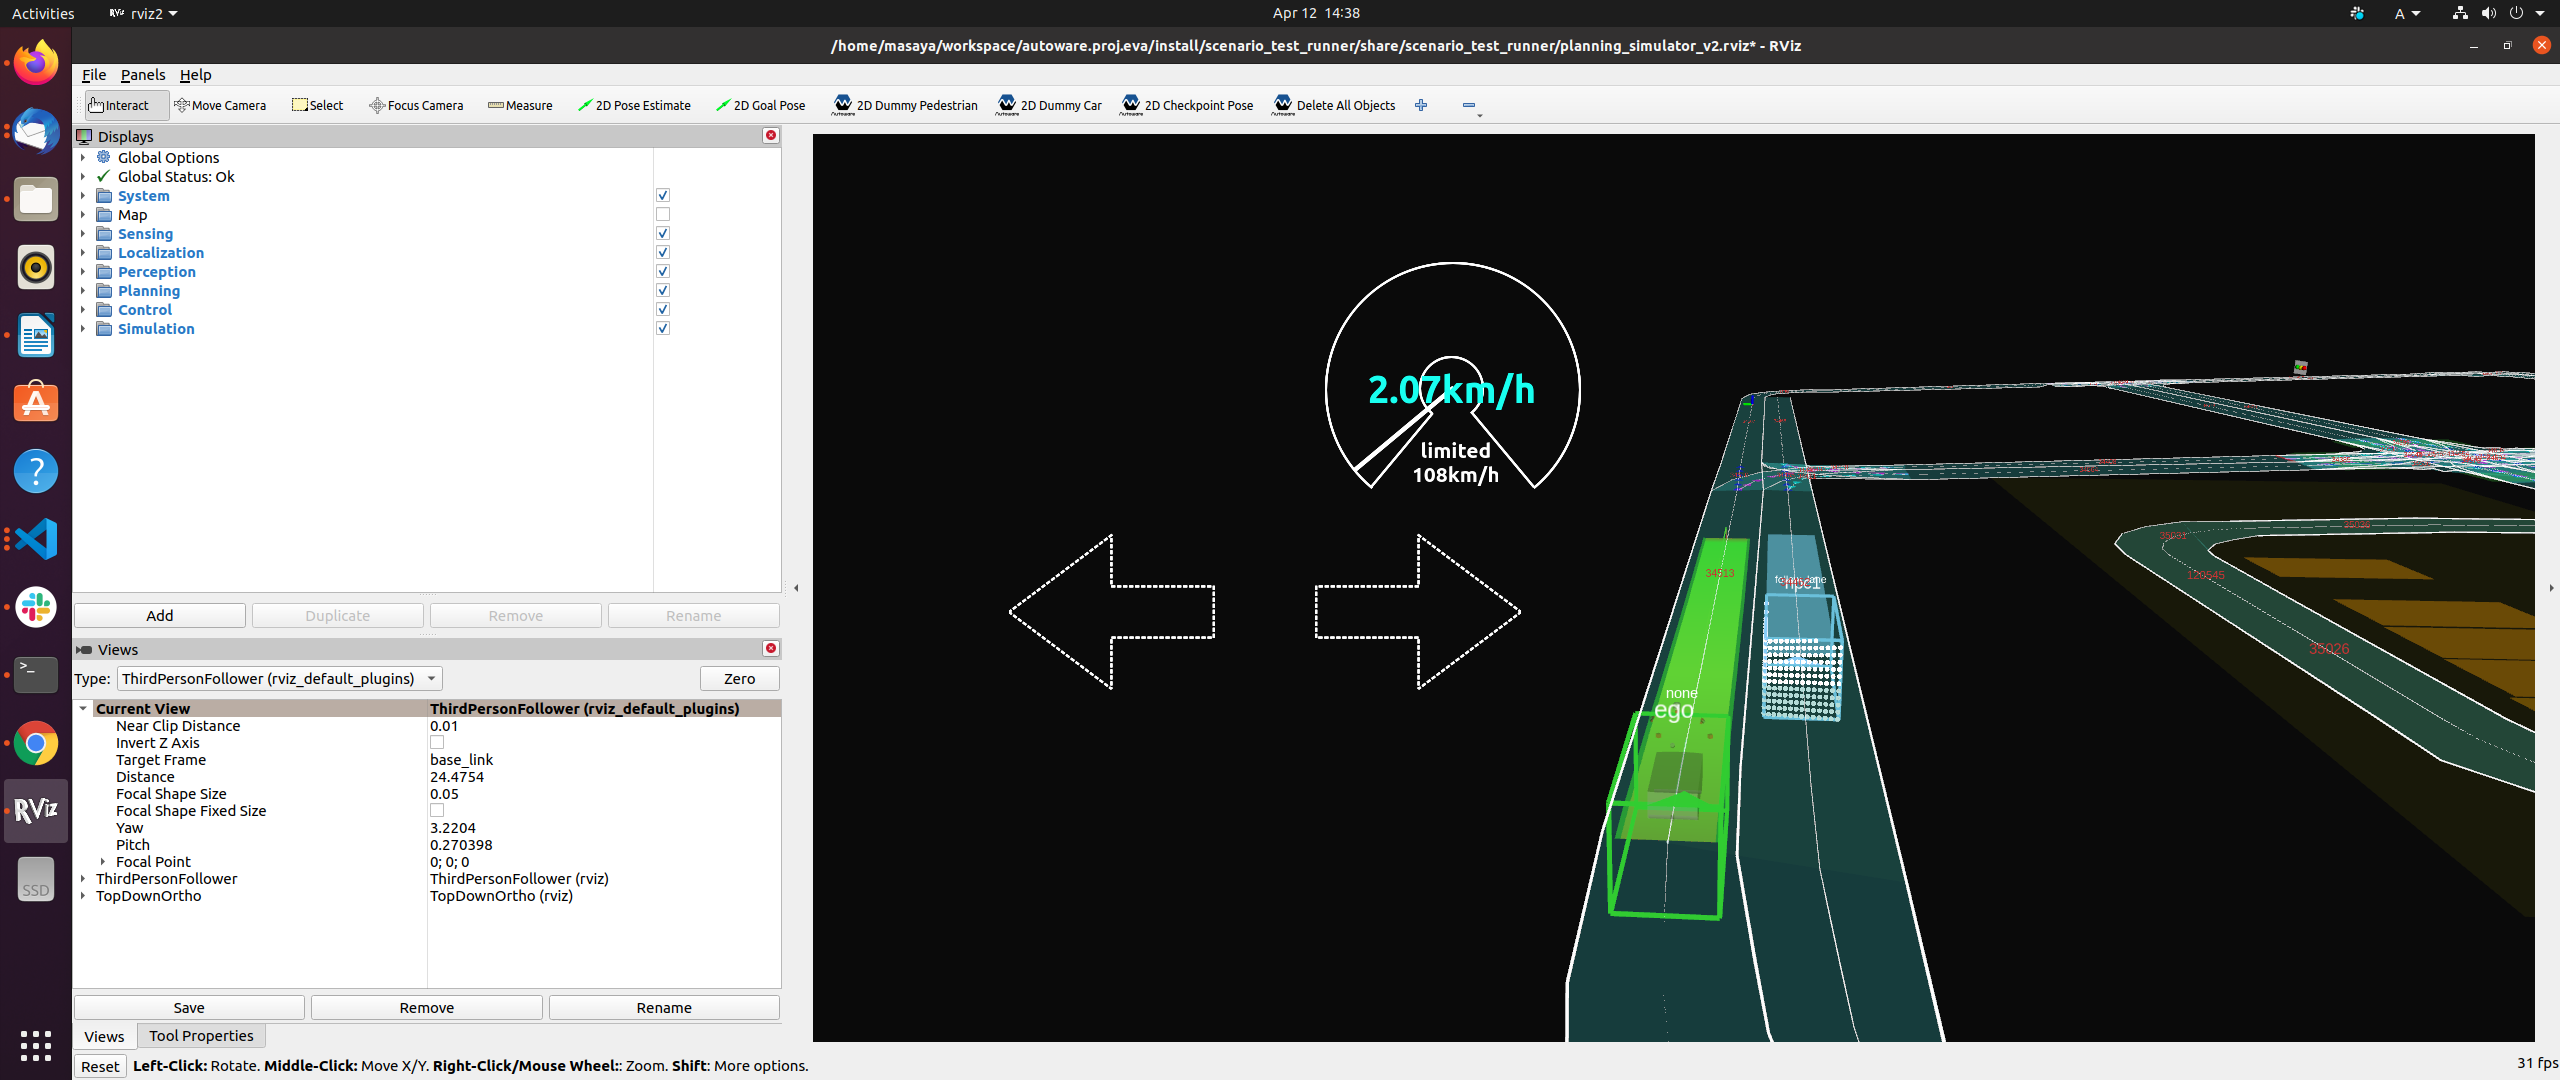 Activities
rviz2
Apr 12 14:38
A
/home/masaya/workspace/autoware.proj.eva/install/scenario_test_runner/share/scenario_test_runner/planning_simulator_v2.rviz* - RViz
File Panels Help
Interact Move Camera Select Focus Camera Measure 2D Pose Estimate 2D Goal Pose 2D Dummy Pedestrian 2D Dummy Car 2D Checkpoint Pose Delete All Objects
Autoware Autoware Autoware Autoware
Displays
Global Options
Global Status: Ok
System
Map
Sensing
Localization
Perception
Planning
Control
Simulation
Add Duplicate Remove Rename
Views
Type: ThirdPersonFollower (rviz_default_plugins) Zero
Current View ThirdPersonFollower (rviz_default_plugins)
Near Clip Distance 0.01
Invert Z Axis
Target Frame base_link
Distance 24.4754
Focal Shape Size 0.05
Focal Shape Fixed Size
Yaw 3.2204
Pitch 0.270398
Focal Point 0; 0; 0
ThirdPersonFollower ThirdPersonFollower (rviz)
TopDownOrtho TopDownOrtho (rviz)
Save Remove Rename
Views Tool Properties
Reset Left-Click: Rotate. Middle-Click: Move X/Y. Right-Click/Mouse Wheel:: Zoom. Shift: More options.
31 fps
RViz
SSD
2.07km/h
limited
108km/h
34513
npc1
none
ego
35026